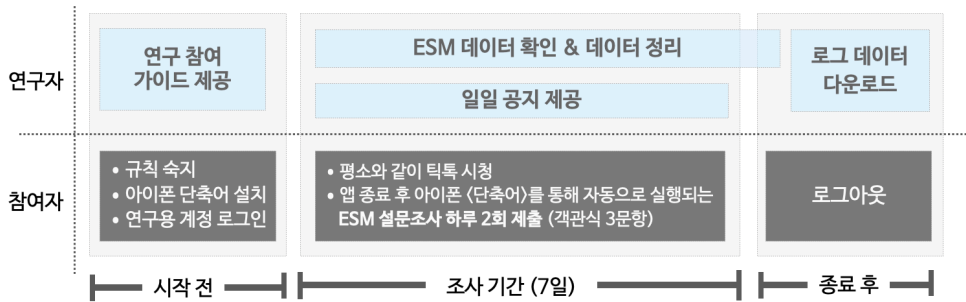 연구자
연구 참여
가이드 제공
ESM 데이터 확인 & 데이터 정리
일일 공지 제공
로그 데이터
다운로드
참여자
• 규칙 숙지
• 아이폰 단축어 설치
• 연구용 계정 로그인
• 평소와 같이 틱톡 시청
• 앱 종료 후 아이폰 〈단축어〉를 통해 자동으로 실행되는
ESM 설문조사 하루 2회 제출 (객관식 3문항)
로그아웃
시작 전
조사 기간 (7일)
종료 후